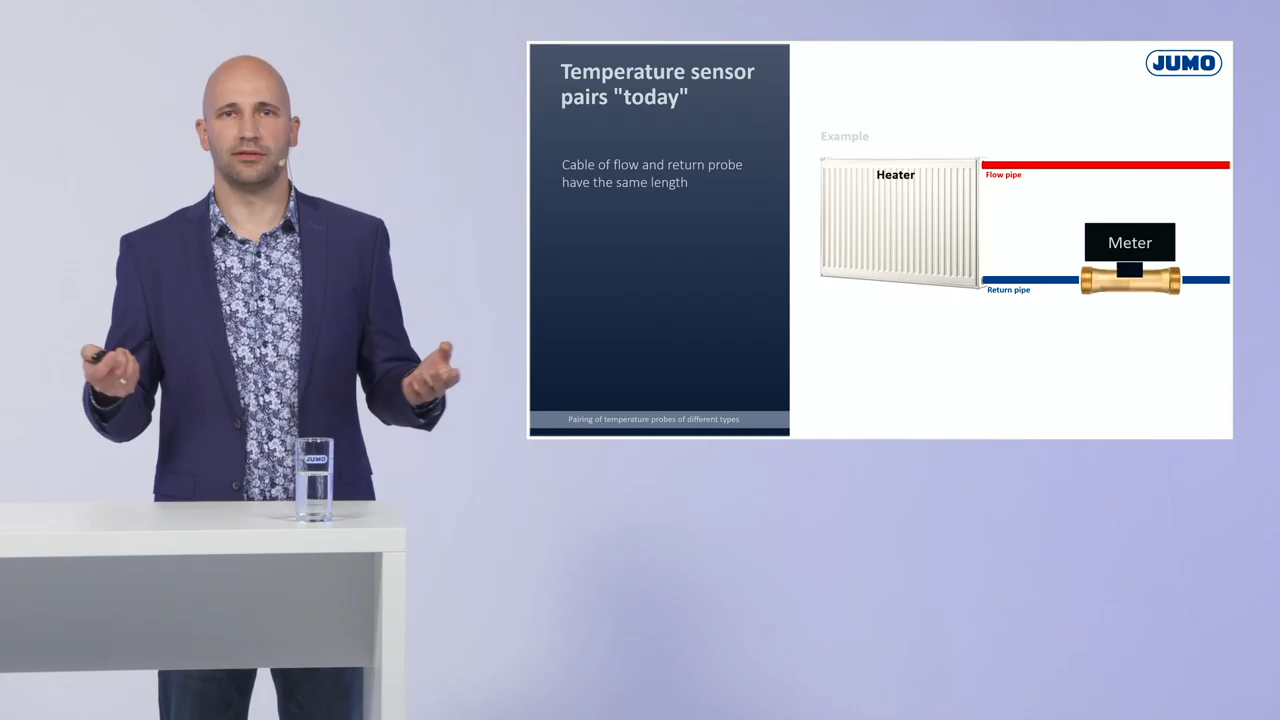 Temperature sensor
pairs "today"
Cable of flow and return probe
have the same length
Pairing of temperature probes of different types
JUMO
Example
Heater
Flow pipe
Meter
Return pipe
JUMO